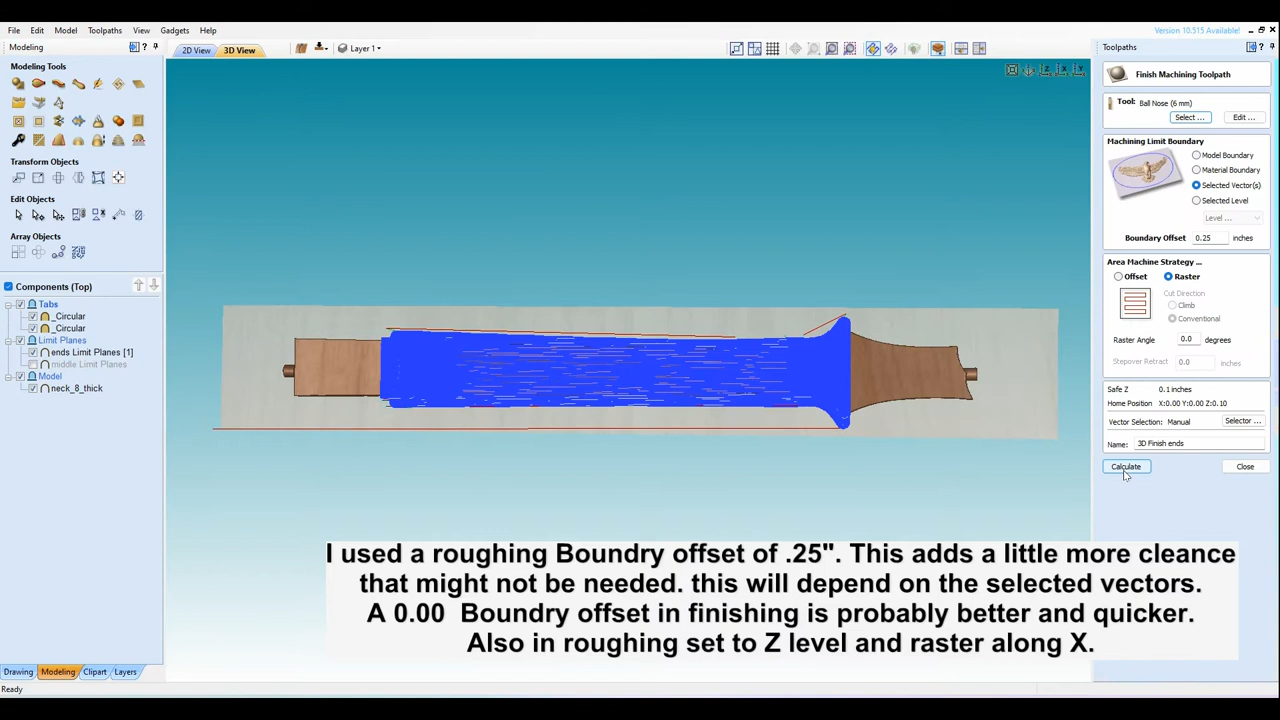 File Edit Model Toolpaths View Gadgets Help
Version 10.515 Available!
Modeling
2D View 3D View
Layer 1
Toolpaths
Modeling Tools
Transform Objects
Edit Objects
Array Objects
Components (Top)
Tabs
_Circular
_Circular
Limit Planes
ends Limit Planes [1]
middle Limit Planes
Model
neck_8_thick
Finish Machining Toolpath
Tool: Ball Nose (6 mm)
Select ... Edit ...
Machining Limit Boundary
Model Boundary
Material Boundary
Selected Vector(s)
Selected Level
Level ...
Boundary Offset 0.25 inches
Area Machine Strategy ...
Offset Raster
Cut Direction
Climb
Conventional
Raster Angle 0.0 degrees
Stepover Retract 0.0 inches
Safe Z 0.1 inches
Home Position X:0.00 Y:0.00 Z:0.10
Vector Selection: Manual Selector ...
Name: 3D Finish ends
Calculate Close
I used a roughing Boundry offset of .25". This adds a little more cleance
that might not be needed. this will depend on the selected vectors.
A 0.00 Boundry offset in finishing is probably better and quicker.
Also in roughing set to Z level and raster along X.
Drawing Modeling Clipart Layers
Ready